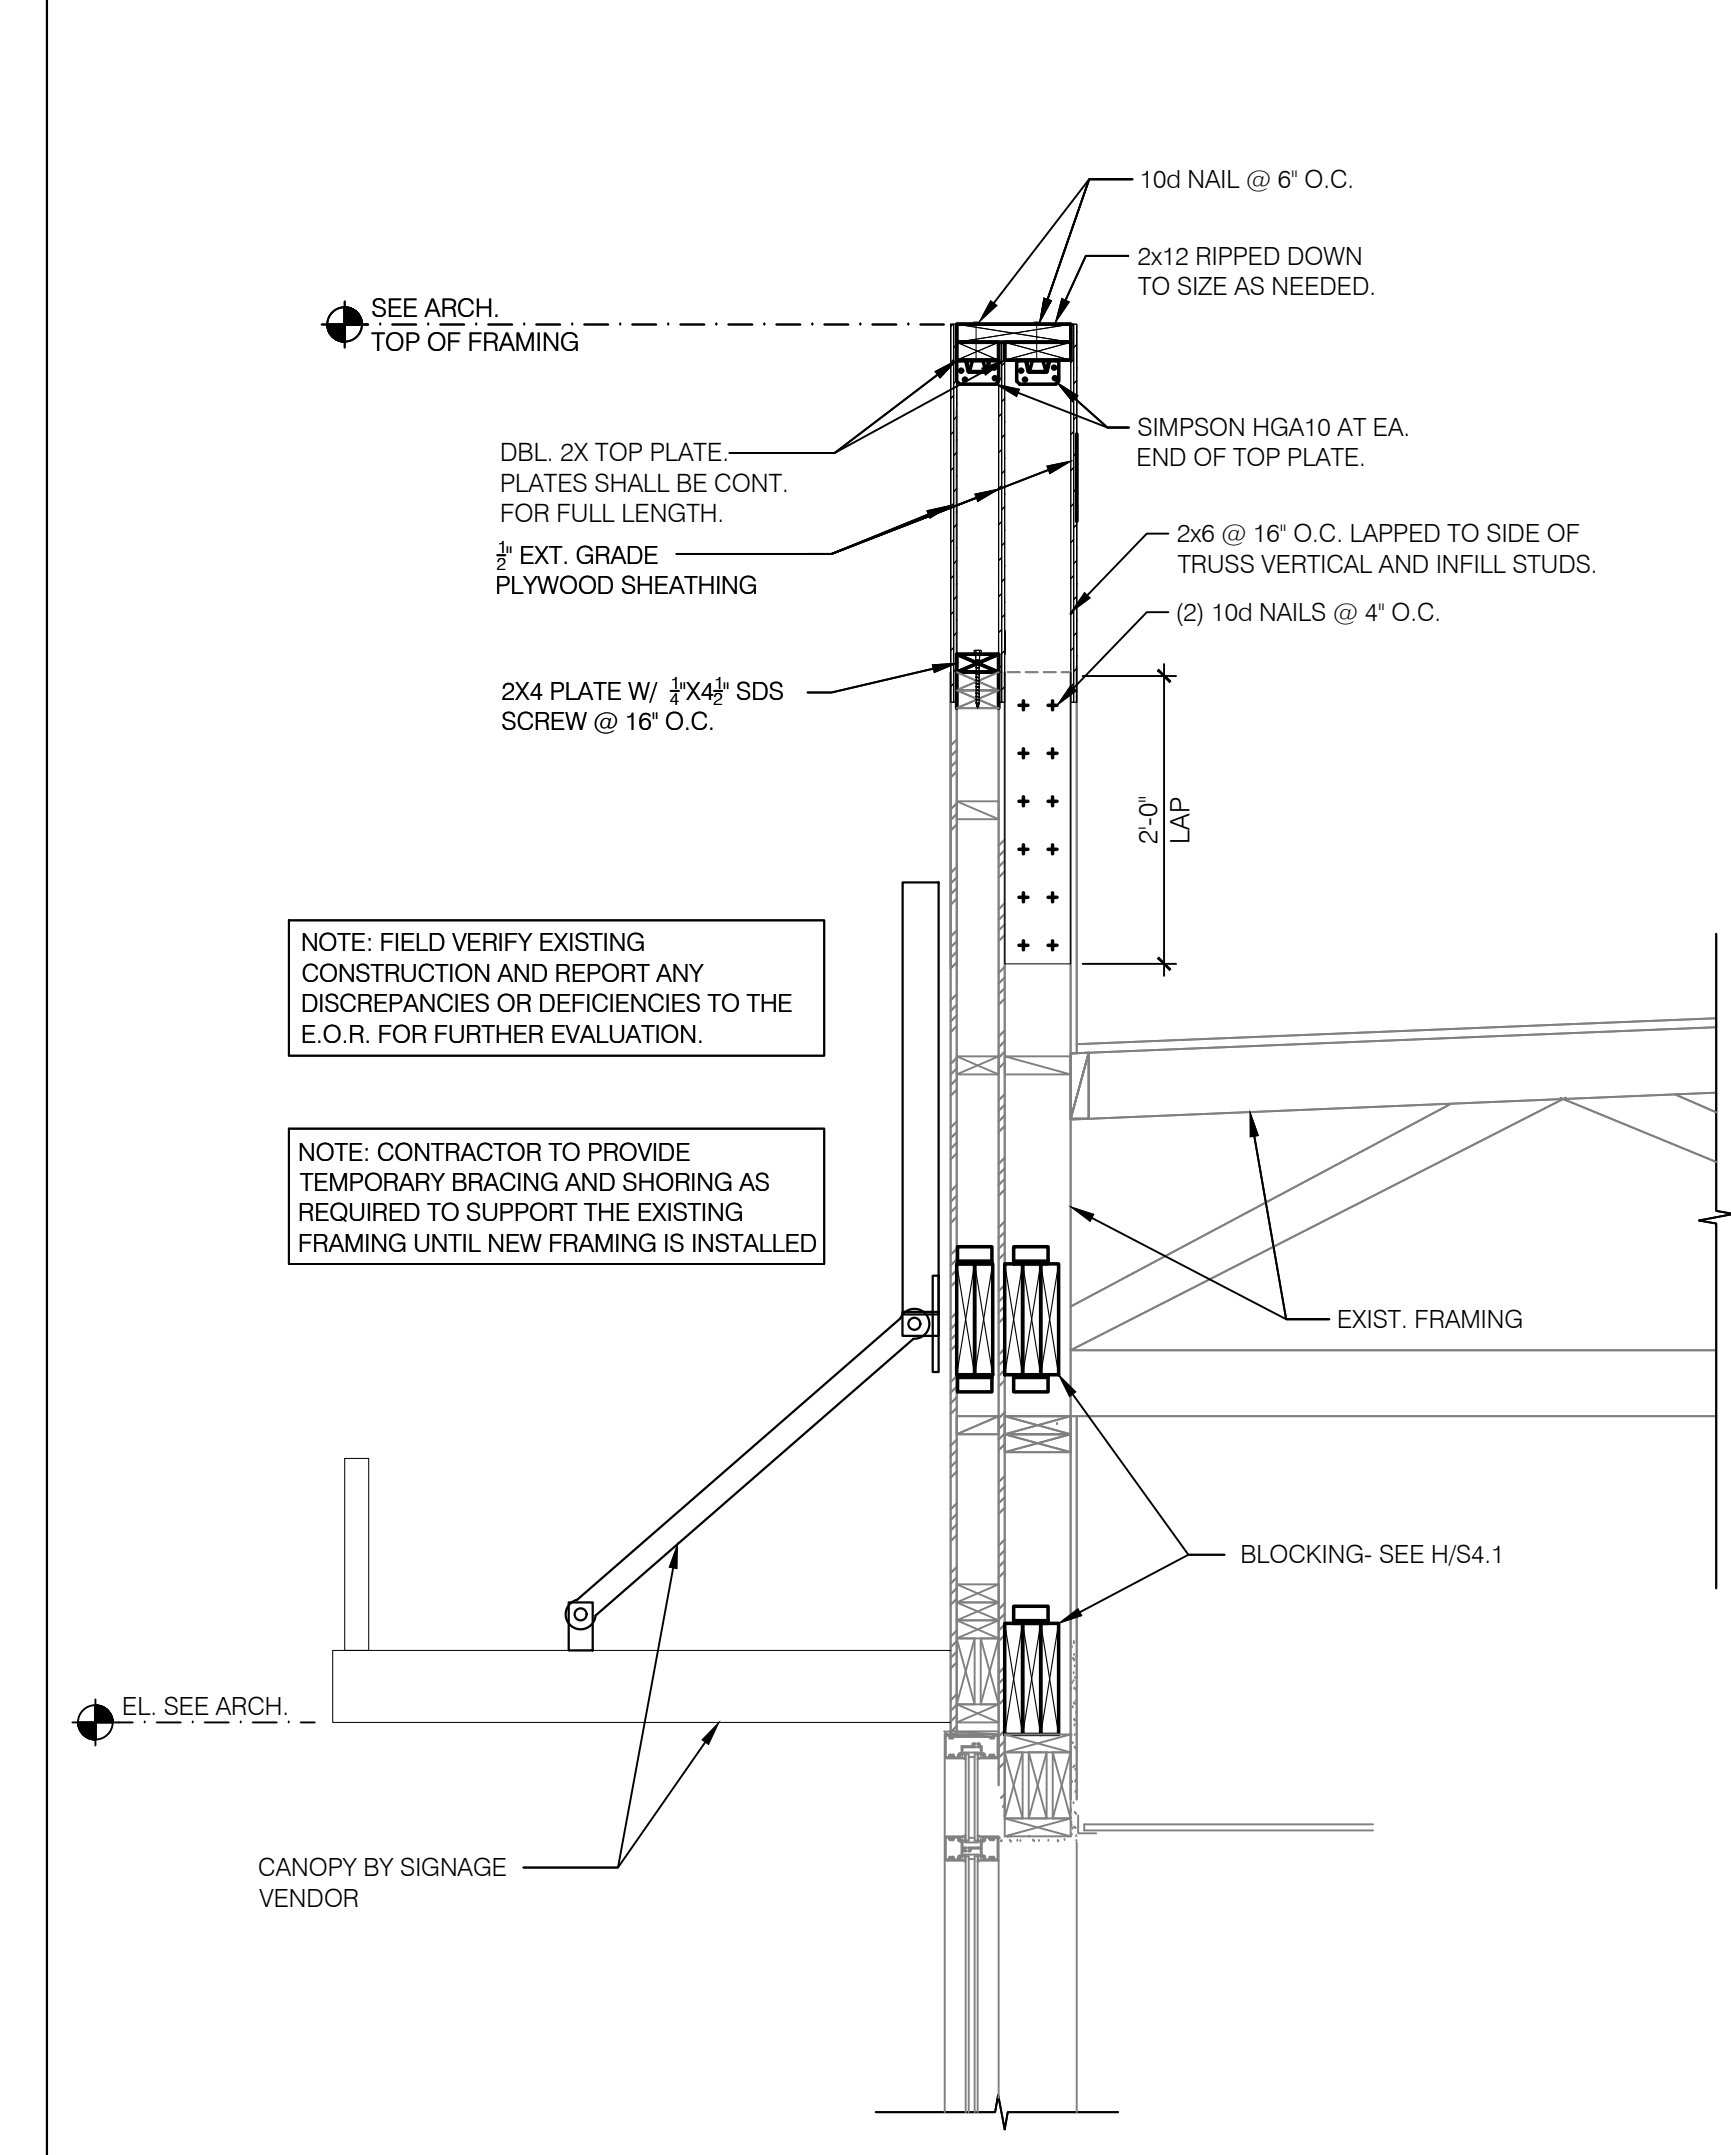 10d NAIL @ 6" O.C.
2x12 RIPPED DOWN
TO SIZE AS NEEDED.
SEE ARCH.
TOP OF FRAMING
SIMPSON HGA10 AT EA.
END OF TOP PLATE.
DBL. 2X TOP PLATE.
PLATES SHALL BE CONT.
FOR FULL LENGTH.
1/2" EXT. GRADE
PLYWOOD SHEATHING
2x6 @ 16" O.C. LAPPED TO SIDE OF
TRUSS VERTICAL AND INFILL STUDS.
(2) 10d NAILS @ 4" O.C.
2X4 PLATE W/ 1/4"X4 1/2" SDS
SCREW @ 16" O.C.
2'-0"
LAP
NOTE: FIELD VERIFY EXISTING
CONSTRUCTION AND REPORT ANY
DISCREPANCIES OR DEFICIENCIES TO THE
E.O.R. FOR FURTHER EVALUATION.
NOTE: CONTRACTOR TO PROVIDE
TEMPORARY BRACING AND SHORING AS
REQUIRED TO SUPPORT THE EXISTING
FRAMING UNTIL NEW FRAMING IS INSTALLED
EXIST. FRAMING
BLOCKING- SEE H/S4.1
EL. SEE ARCH.
CANOPY BY SIGNAGE
VENDOR